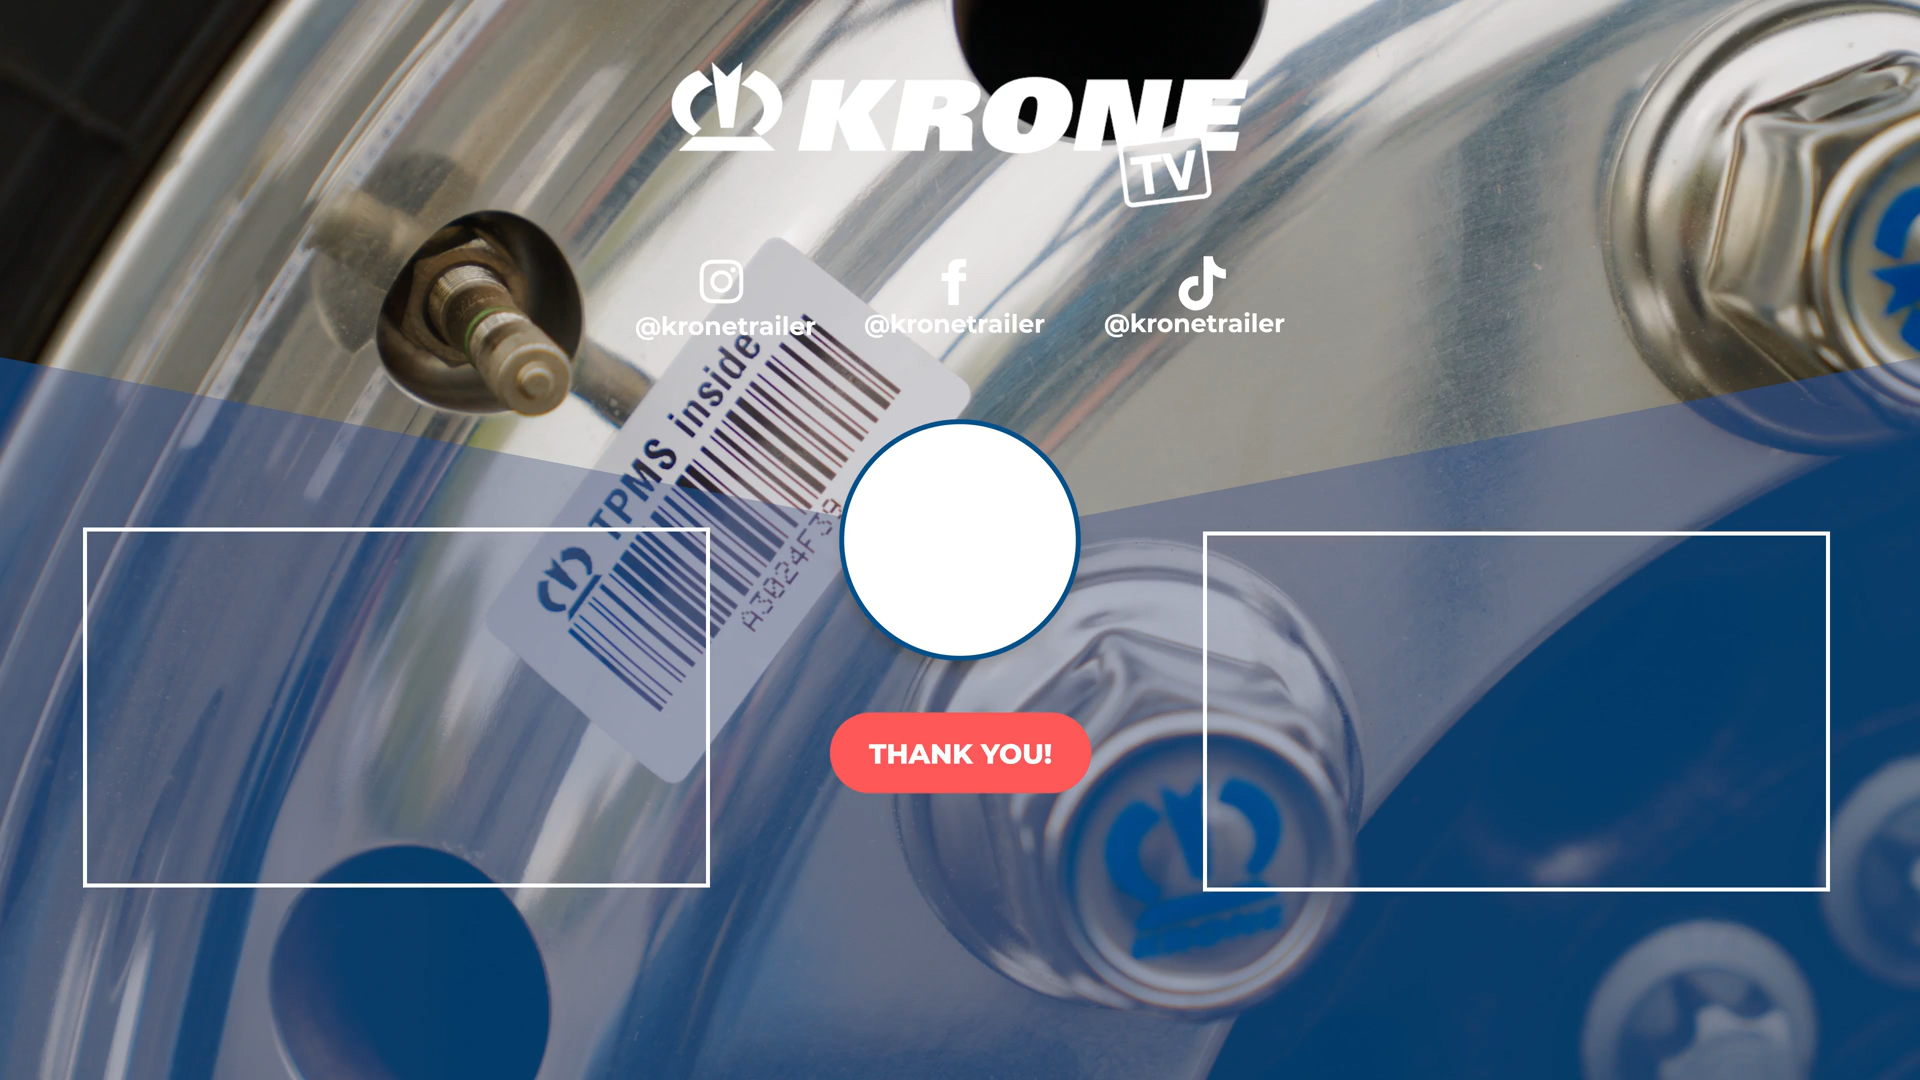 KRONE
TV
@kronetrailer
@kronetrailer
@kronetrailer
TPMS inside
A3024F39
THANK YOU!